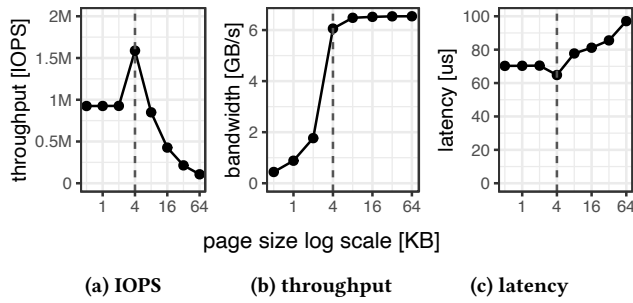 throughput [IOPS]
2M
1M
0.5M
0
1 4 16 64
bandwidth [GB/s]
6
4
2
0
1 4 16 64
latency [us]
100
80
60
40
20
0
1 4 16 64
page size log scale [KB]
(a) IOPS
(b) throughput
(c) latency